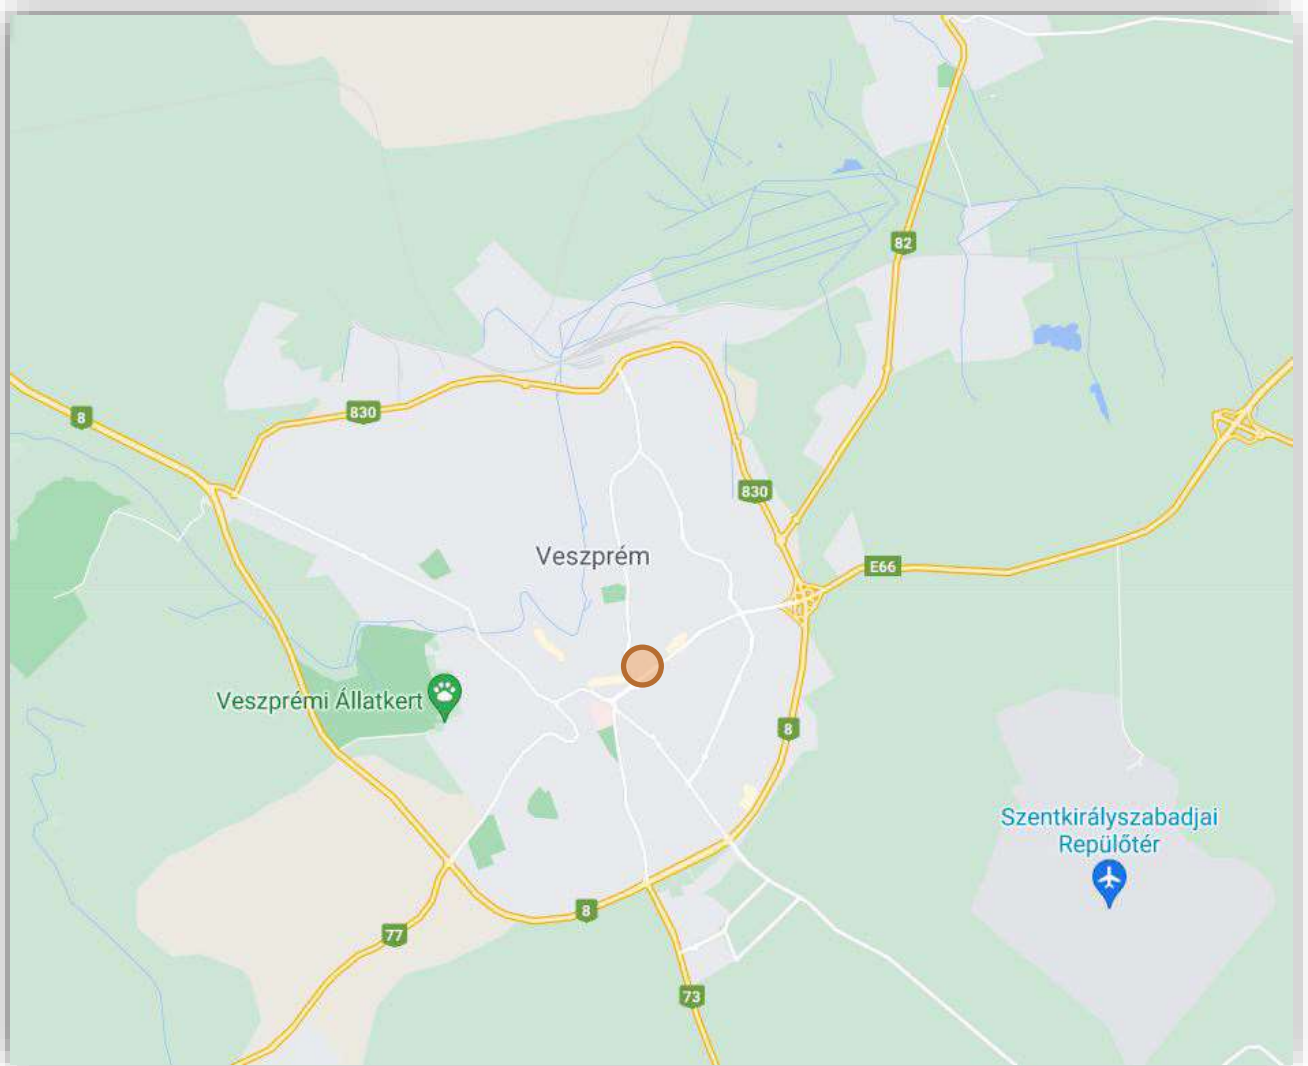 82
8
830
830
Veszprém
E66
Veszprémi Állatkert
8
Szentkirályszabadjai
Repülőtér
8
77
73